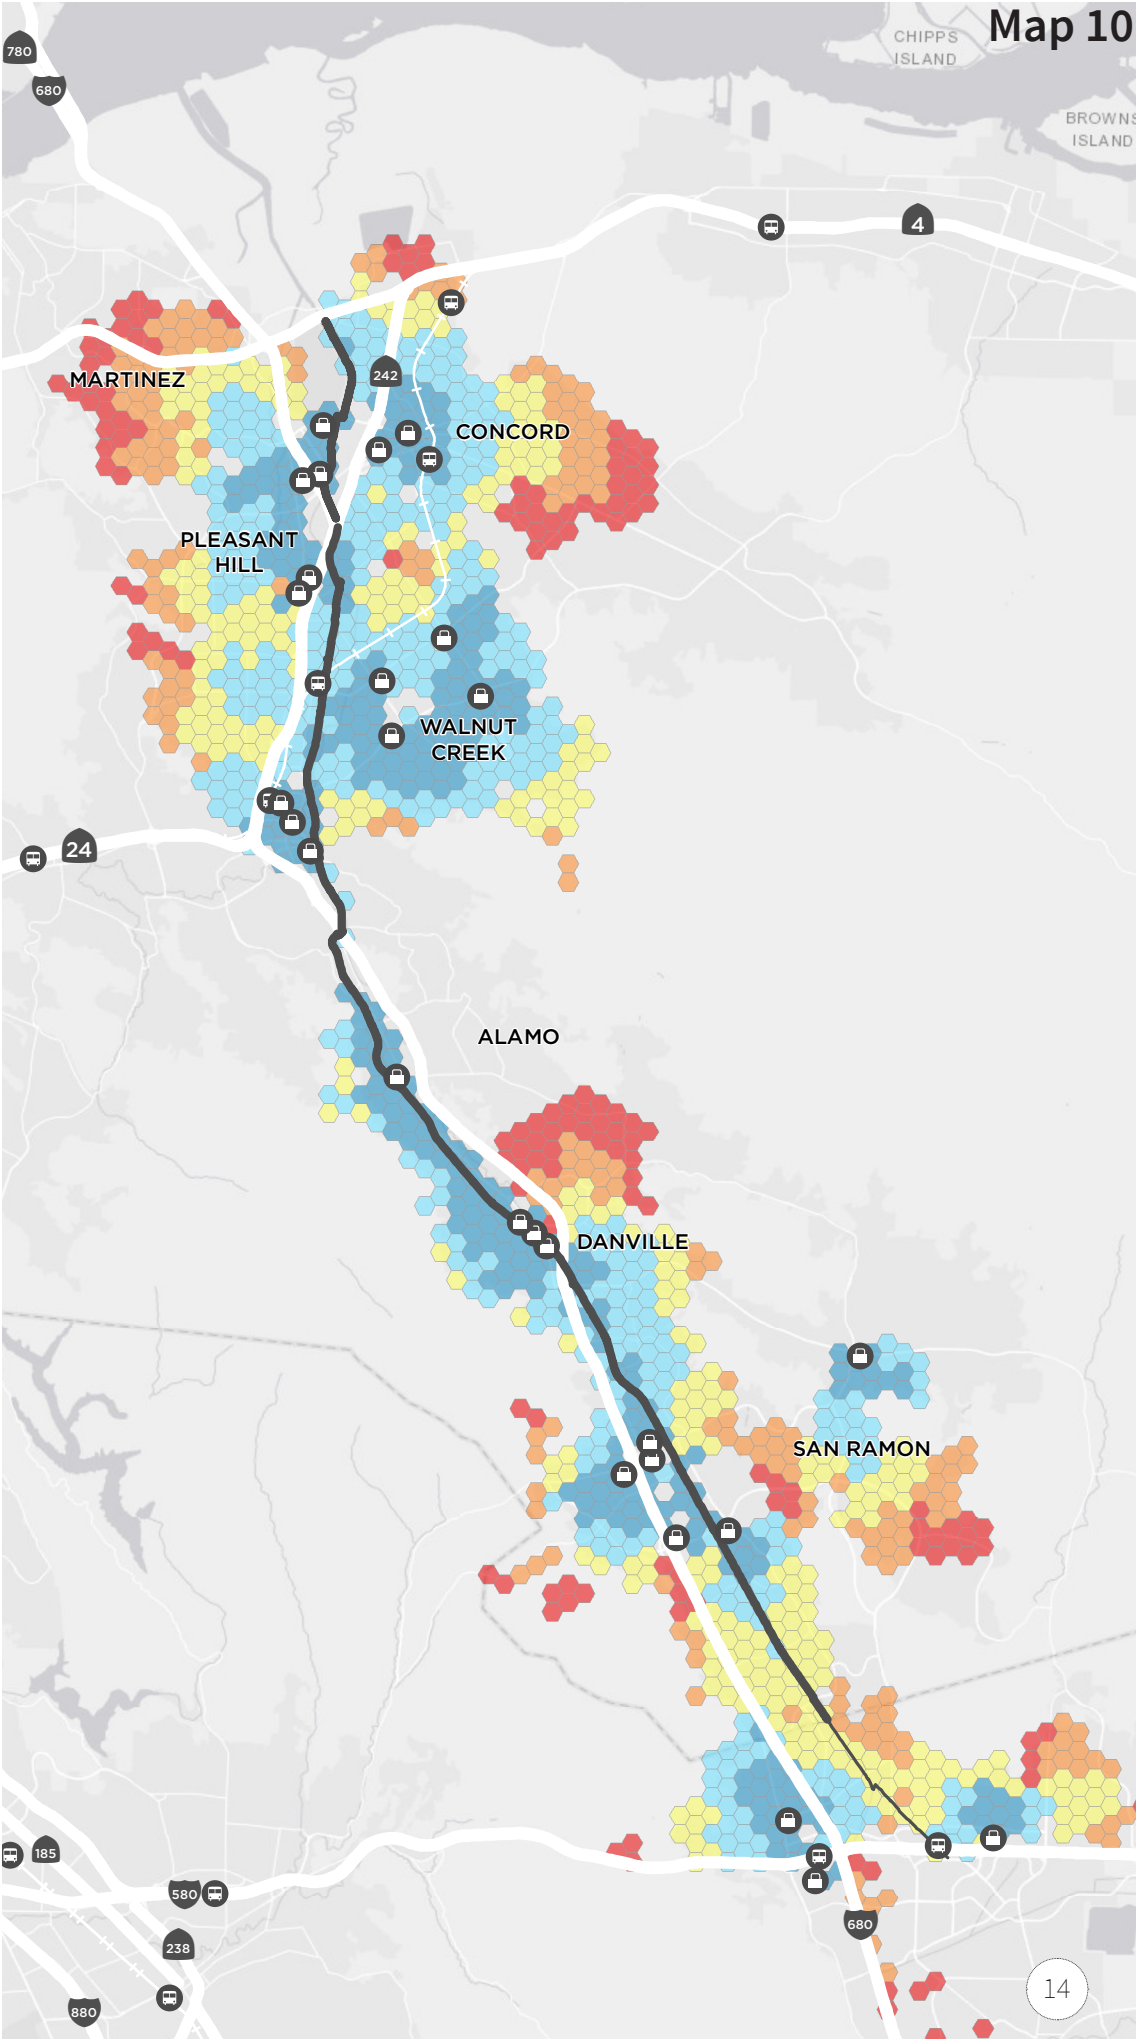 Map 10
CHIPPS
ISLAND
780
680
BROWNS
ISLAND
4
242
MARTINEZ
CONCORD
PLEASANT
HILL
WALNUT
CREEK
24
ALAMO
DANVILLE
SAN RAMON
185
580
680
238
14
880